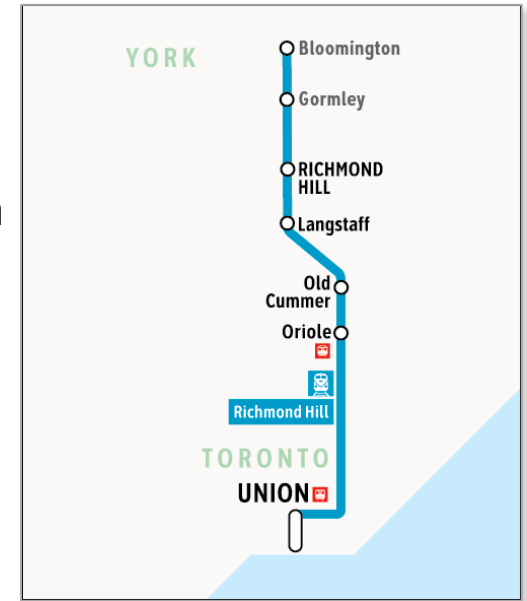 YORK
Bloomington
Gormley
RICHMOND
HILL
Langstaff
Old
Cummer
Oriole
Richmond Hill
TORONTO
UNION